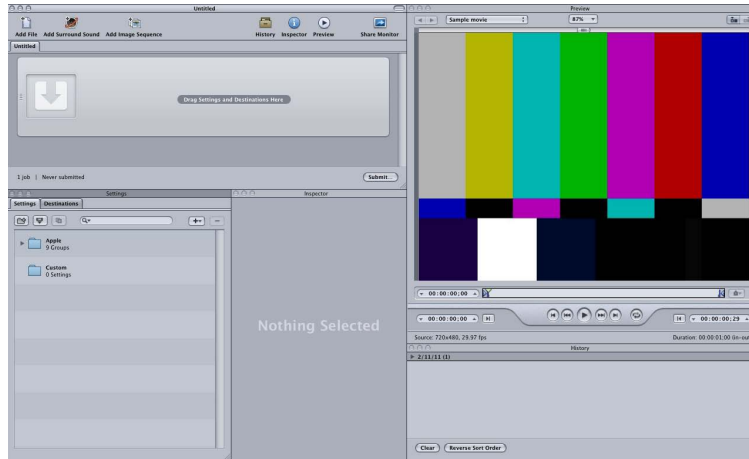 Untitled
Add File Add Surround Sound Add Image Sequence History Inspector Preview Share Monitor
Untitled
Drag Settings and Destinations Here
1 job | Never submitted Submit...
Settings
Settings Destinations
Apple
9 Groups
Custom
0 Settings
Inspector
Nothing Selected
Preview
Sample movie 87%
00:00:00;00
00:00:00;00 00:00:00;29
Source: 720x480, 29.97 fps Duration: 00:00:01;00 (in-out
History
2/11/11 (1)
Clear Reverse Sort Order